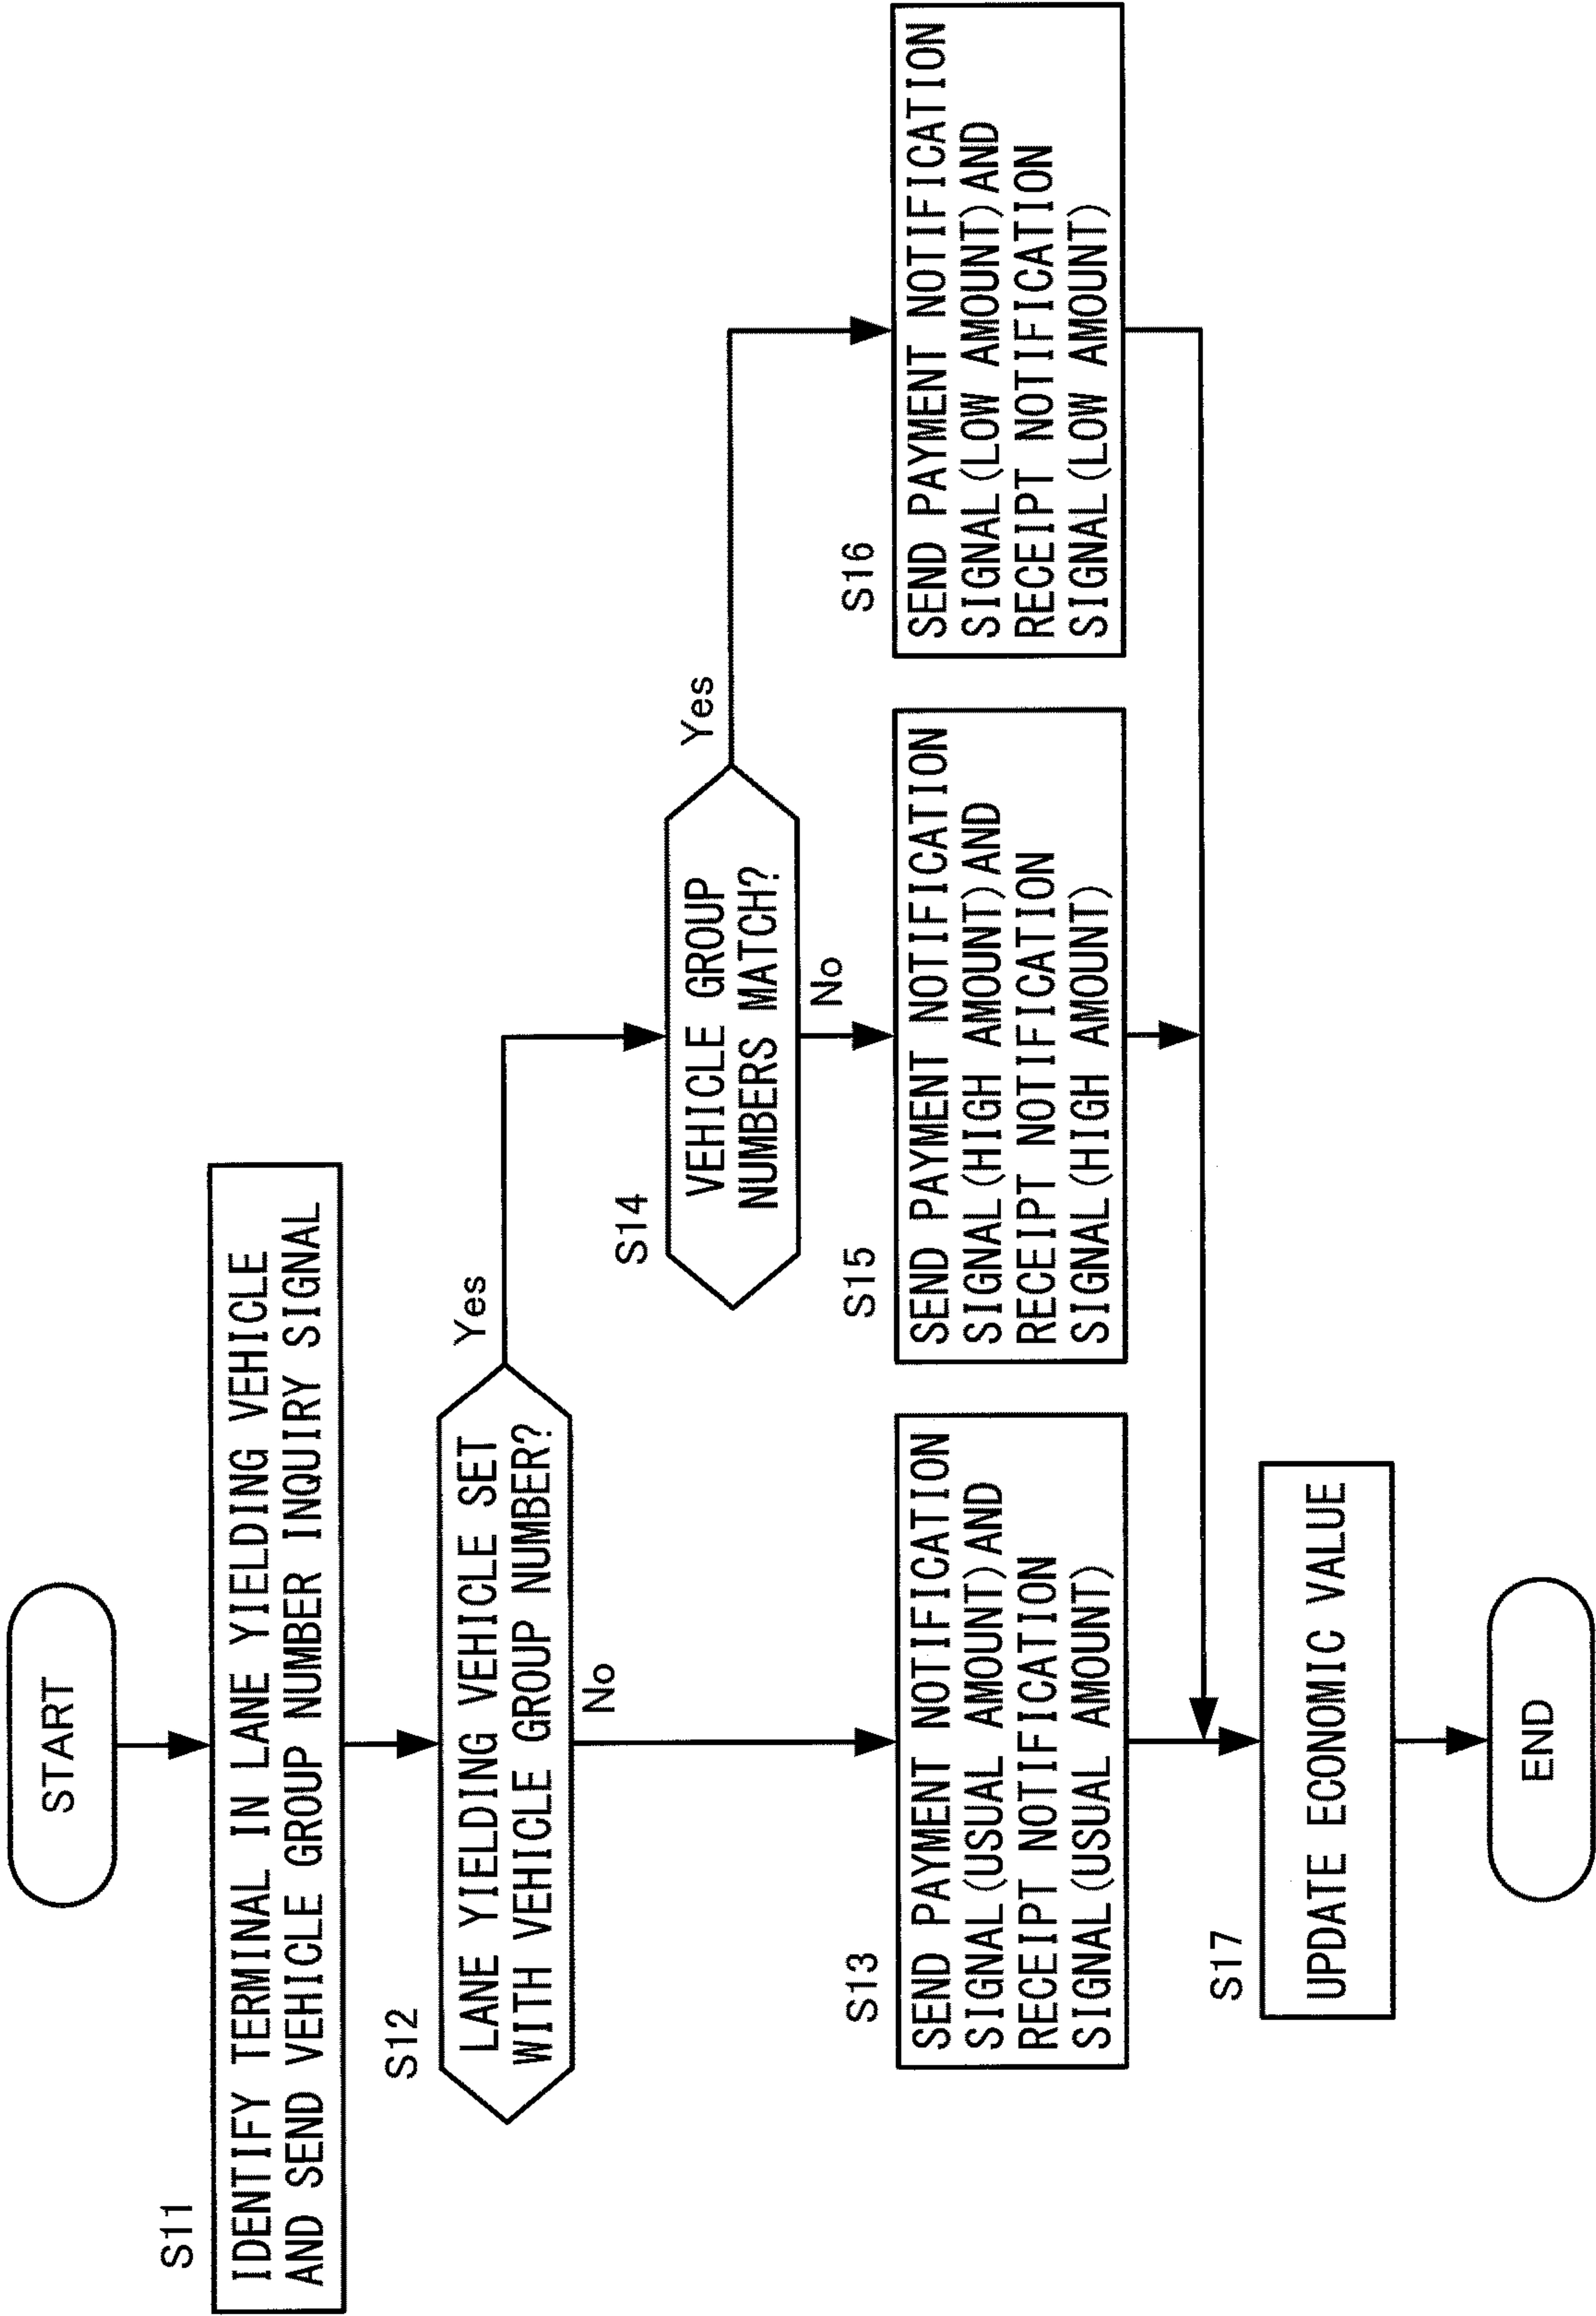 START
S11
IDENTIFY TERMINAL IN LANE YIELDING VEHICLE
AND SEND VEHICLE GROUP NUMBER INQUIRY SIGNAL
S12
LANE YIELDING VEHICLE SET
WITH VEHICLE GROUP NUMBER?
Yes
No
S14
VEHICLE GROUP
NUMBERS MATCH?
Yes
No
S13
SEND PAYMENT NOTIFICATION
SIGNAL(USUAL AMOUNT)AND
RECEIPT NOTIFICATION
SIGNAL(USUAL AMOUNT)
S15
SEND PAYMENT NOTIFICATION
SIGNAL(HIGH AMOUNT)AND
RECEIPT NOTIFICATION
SIGNAL(HIGH AMOUNT)
S16
SEND PAYMENT NOTIFICATION
SIGNAL(LOW AMOUNT)AND
RECEIPT NOTIFICATION
SIGNAL(LOW AMOUNT)
S17
UPDATE ECONOMIC VALUE
END